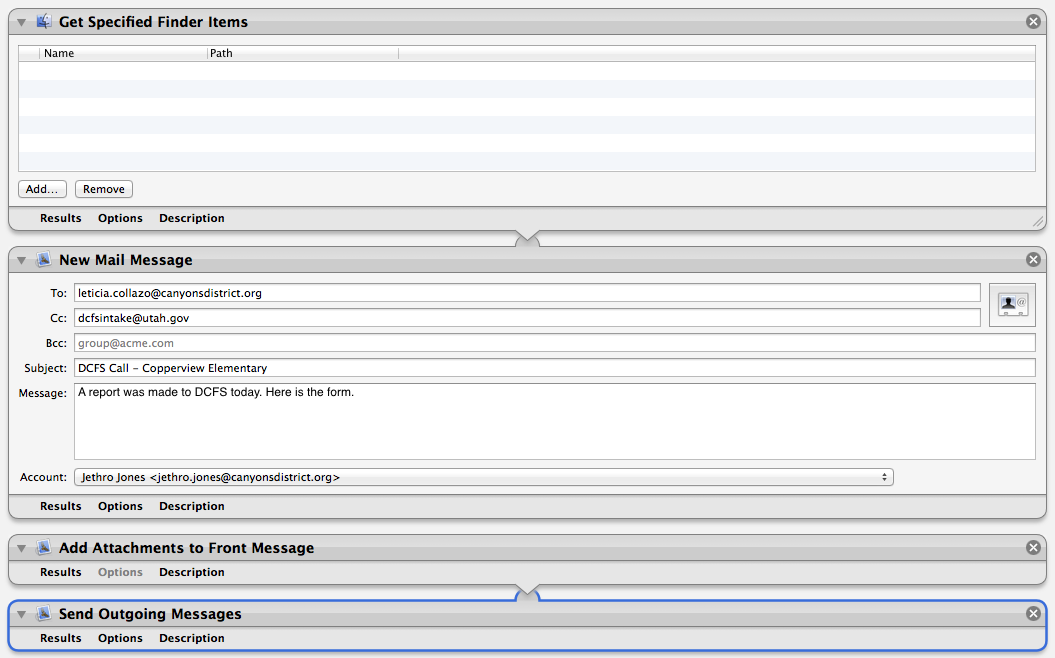 Get Specified Finder Items
Name Path
Add... Remove
Results Options Description
New Mail Message
To: leticia.collazo@canyonsdistrict.org
Cc: dcfsintake@utah.gov
Bcc: group@acme.com
Subject: DCFS Call – Copperview Elementary
Message: A report was made to DCFS today. Here is the form.
Account: Jethro Jones <jethro.jones@canyonsdistrict.org>
Results Options Description
Add Attachments to Front Message
Results Options Description
Send Outgoing Messages
Results Options Description